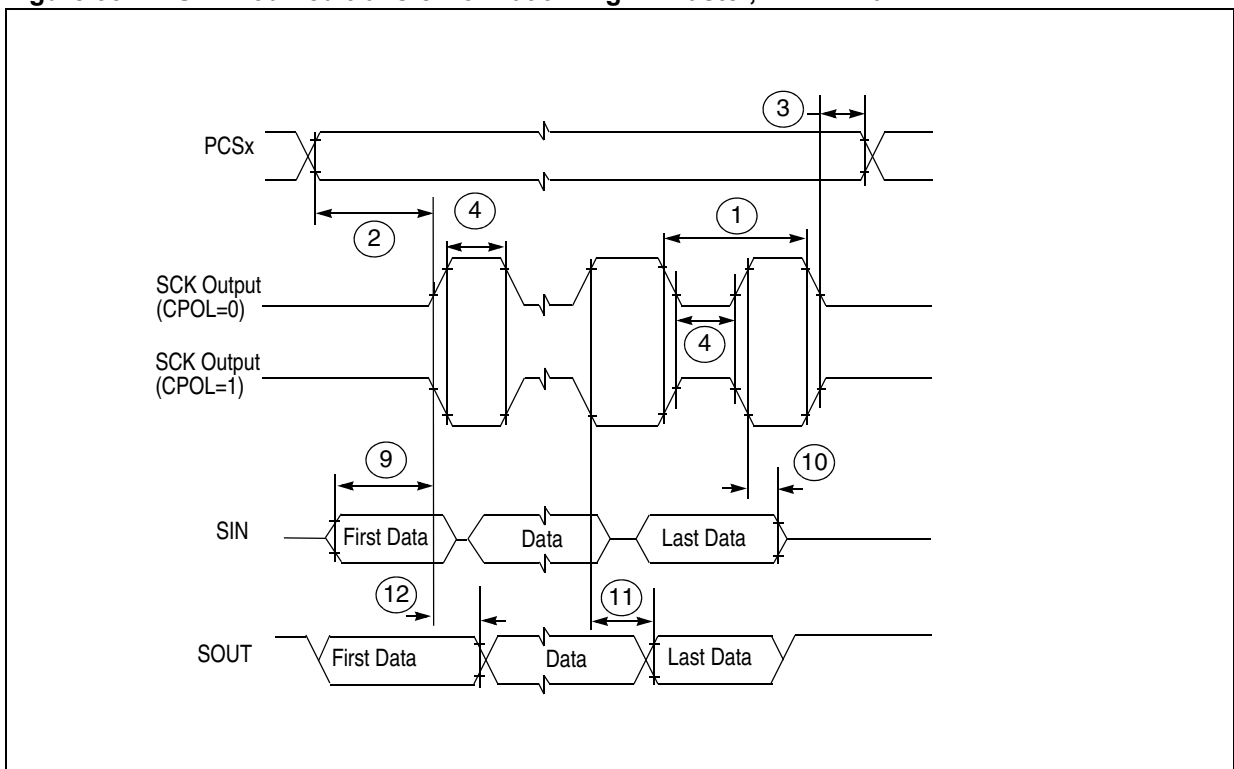 3
PCSx
2
4
1
SCK Output
(CPOL=0)
4
SCK Output
(CPOL=1)
9
10
SIN
First Data
Data
Last Data
12
11
SOUT
First Data
Data
Last Data